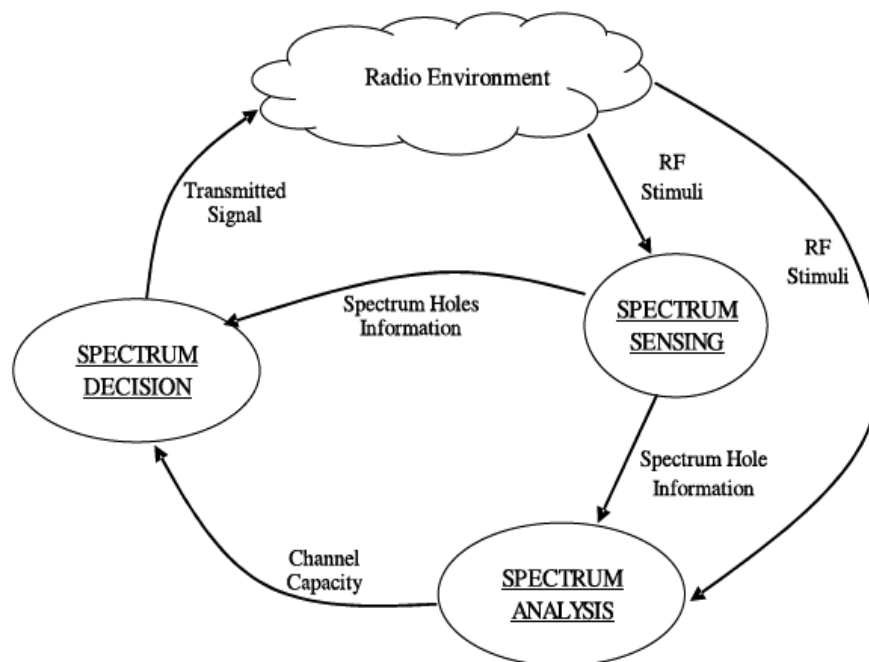 Radio Environment
RF
Stimuli
Transmitted
Signal
RF
Stimuli
Spectrum Holes
Information
SPECTRUM
SENSING
SPECTRUM
DECISION
Spectrum Hole
Information
Channel
Capacity
SPECTRUM
ANALYSIS